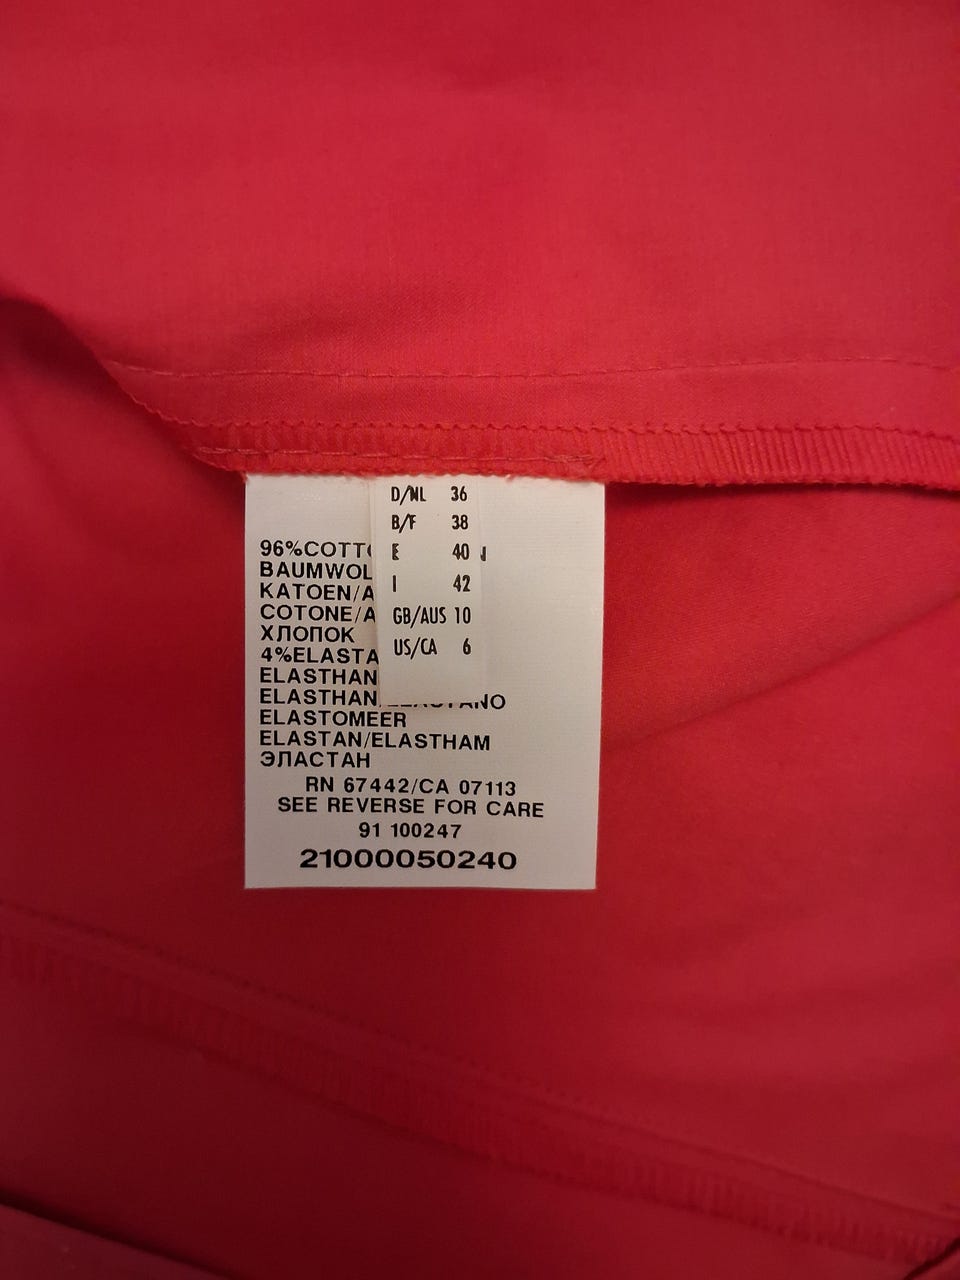 D/NL 36
B/F 38
E 40
I 42
GB/AUS 10
US/CA 6
96%COTT
BAUMWOL
KATOEN/A
COTONE/A
ХЛОПОК
4%ELASTA
ELASTHAN
ELASTHAN
ELASTOMEER
ELASTAN/ELASTHAM
ЭЛАСТАН
RN 67442/CA 07113
SEE REVERSE FOR CARE
91 100247
21000050240